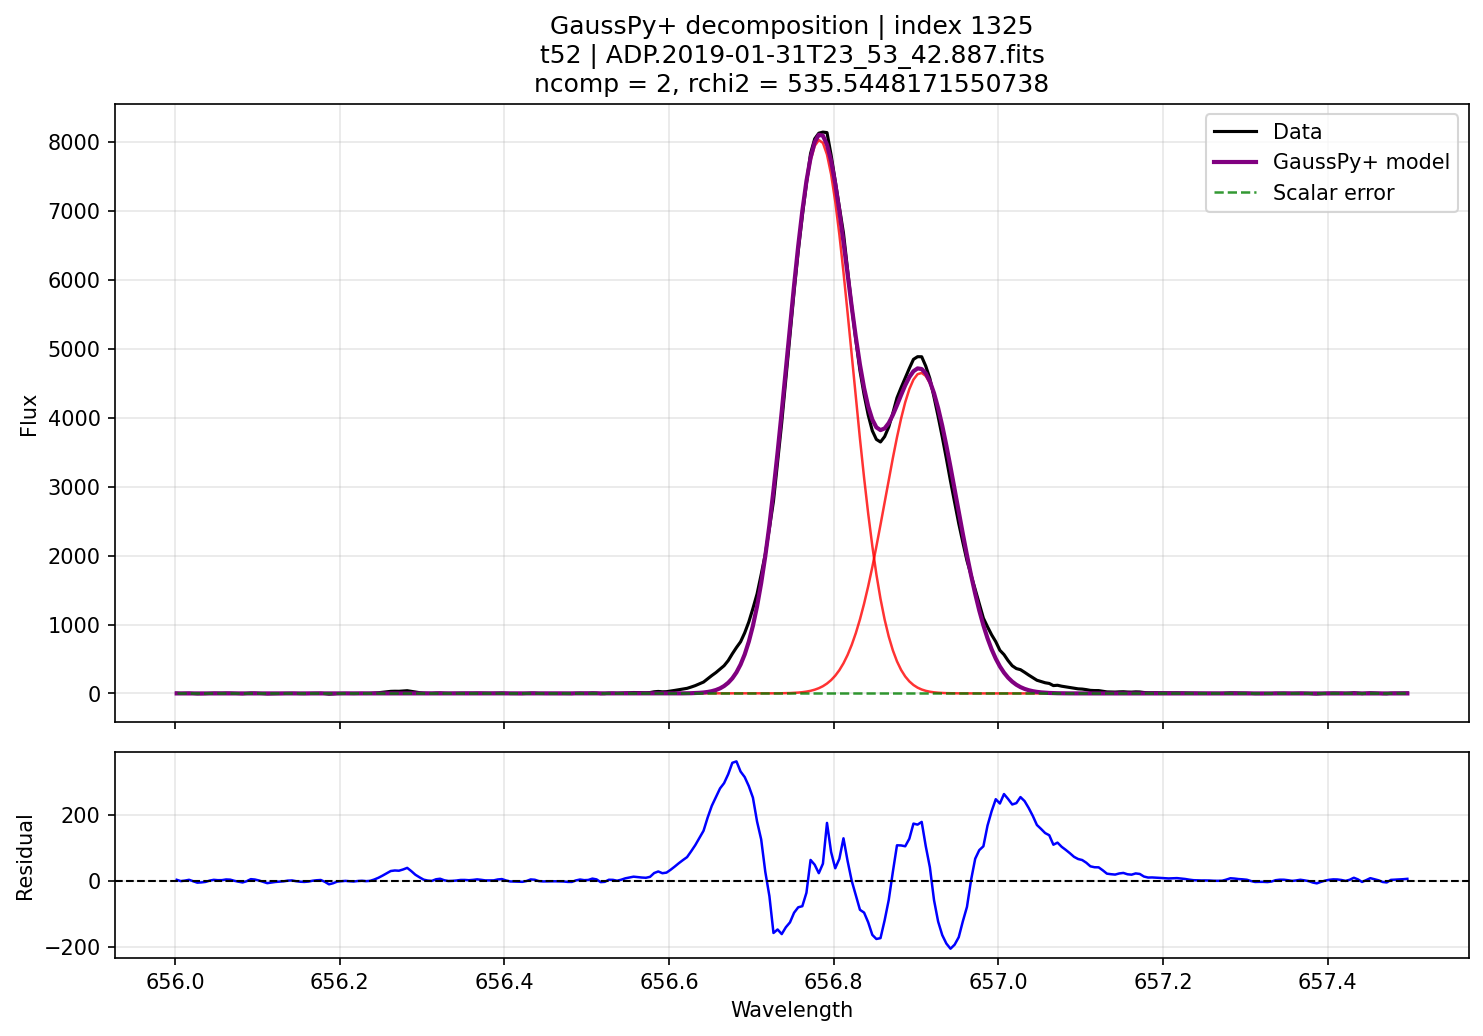 GaussPy+ decomposition | index 1325
t52 | ADP.2019-01-31T23_53_42.887.fits
ncomp = 2, rchi2 = 535.5448171550738
Data
GaussPy+ model
Scalar error
8000
7000
6000
5000
4000
3000
2000
1000
0
Flux
200
0
−200
Residual
656.0 656.2 656.4 656.6 656.8 657.0 657.2 657.4
Wavelength